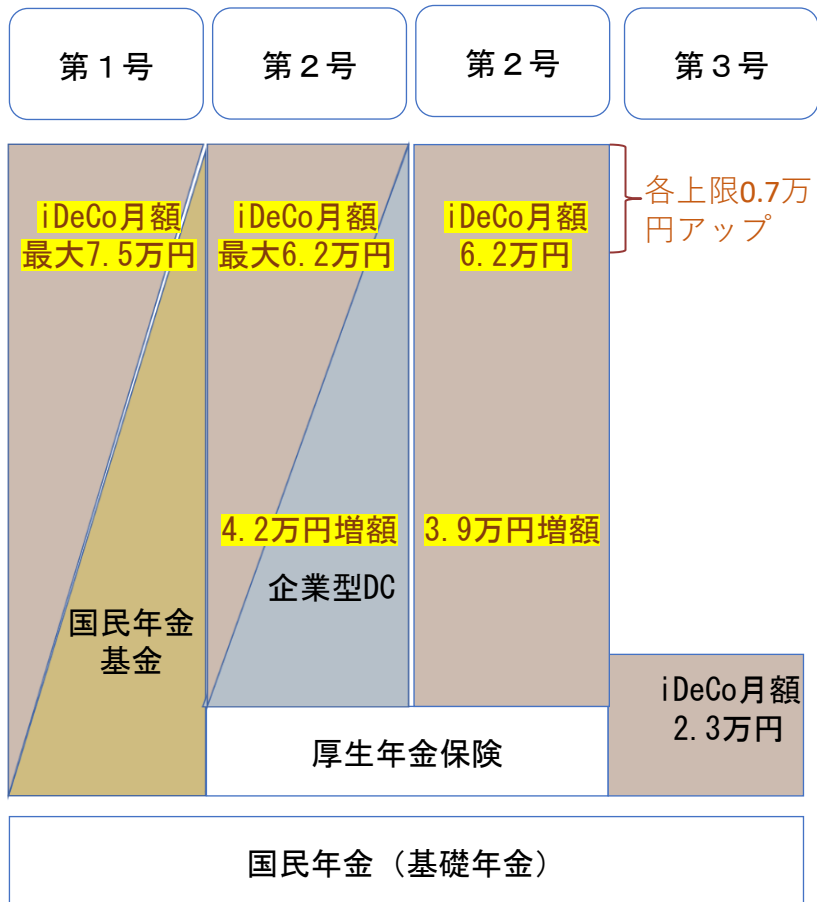 第１号
第２号
第２号
第３号
iDeCo月額
最大7.5万円
iDeCo月額
最大6.2万円
iDeCo月額
6.2万円
各上限0.7万
円アップ
4.2万円増額
3.9万円増額
企業型DC
国民年金
基金
iDeCo月額
2.3万円
厚生年金保険
国民年金（基礎年金）